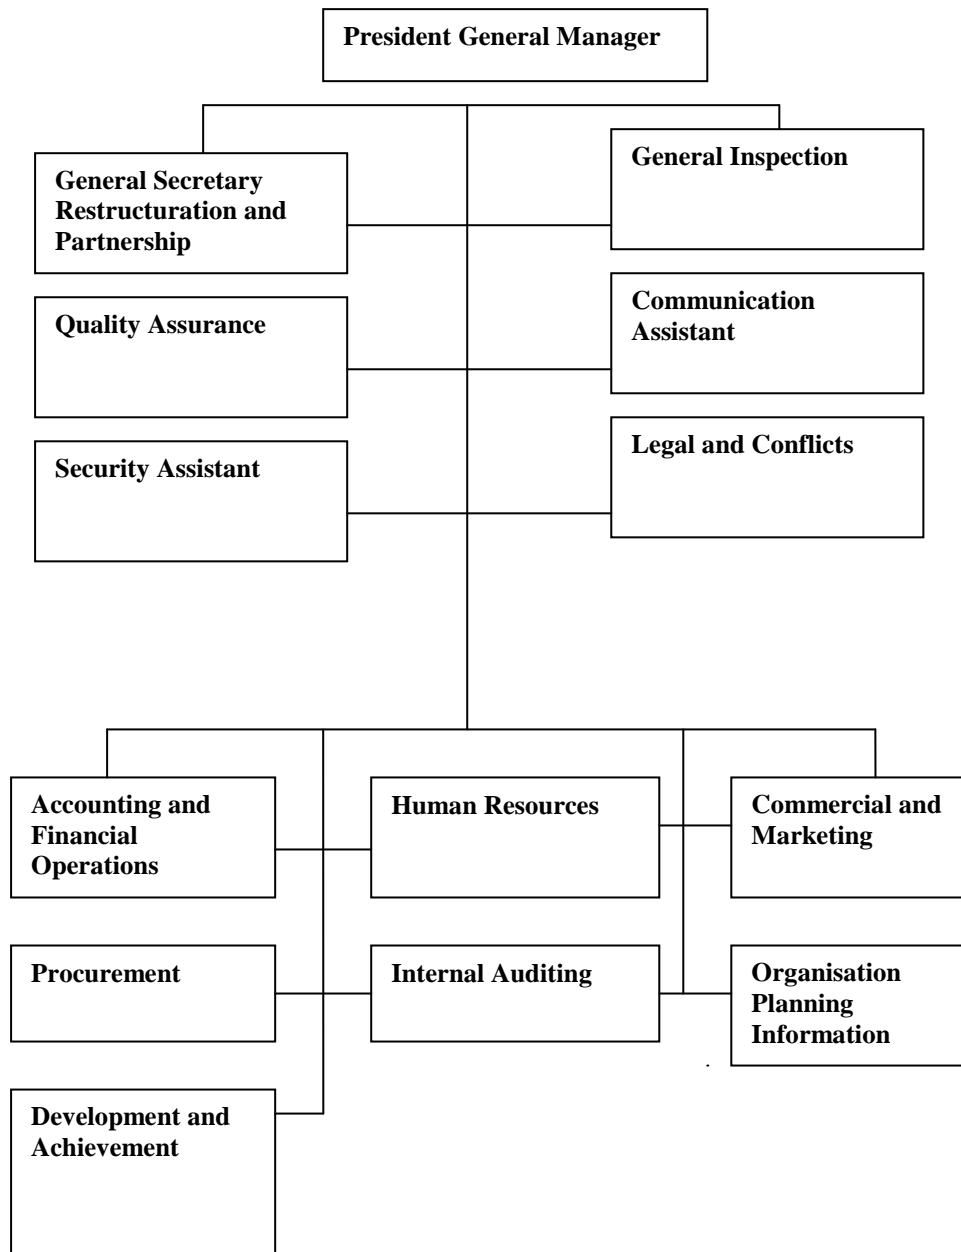 President General Manager
General Secretary
Restructuration and
Partnership
General Inspection
Quality Assurance
Communication
Assistant
Security Assistant
Legal and Conflicts
Accounting and
Financial
Operations
Human Resources
Commercial and
Marketing
Procurement
Internal Auditing
Organisation
Planning
Information
Development and
Achievement